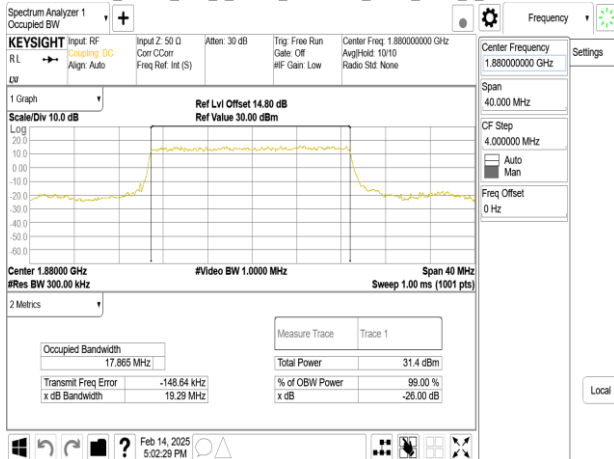 Spectrum Analyzer 1
Occupied BW
+
Frequency
KEYSIGHT
RL
LXI
Input: RF
Coupling: DC
Align: Auto
Input Z: 50 Ω
Corr CCorr
Freq Ref: Int (S)
Atten: 30 dB
Trig: Free Run
Gate: Off
#IF Gain: Low
Center Freq: 1.880000000 GHz
Avg|Hold: 10/10
Radio Std: None
Center Frequency
1.880000000 GHz
Settings
Span
40.000 MHz
CF Step
4.000000 MHz
Auto
Man
Freq Offset
0 Hz
Local
1 Graph
Scale/Div 10.0 dB
Ref Lvl Offset 14.80 dB
Ref Value 30.00 dBm
Log
20.0
10.0
0.00
-10.0
-20.0
-30.0
-40.0
-50.0
-60.0
Center 1.88000 GHz
#Res BW 300.00 kHz
#Video BW 1.0000 MHz
Span 40 MHz
Sweep 1.00 ms (1001 pts)
2 Metrics
Measure Trace Trace 1
Occupied Bandwidth
17.865 MHz
Total Power 31.4 dBm
Transmit Freq Error -148.64 kHz
% of OBW Power 99.00 %
x dB Bandwidth 19.29 MHz
x dB -26.00 dB
?
Feb 14, 2025
5:02:29 PM